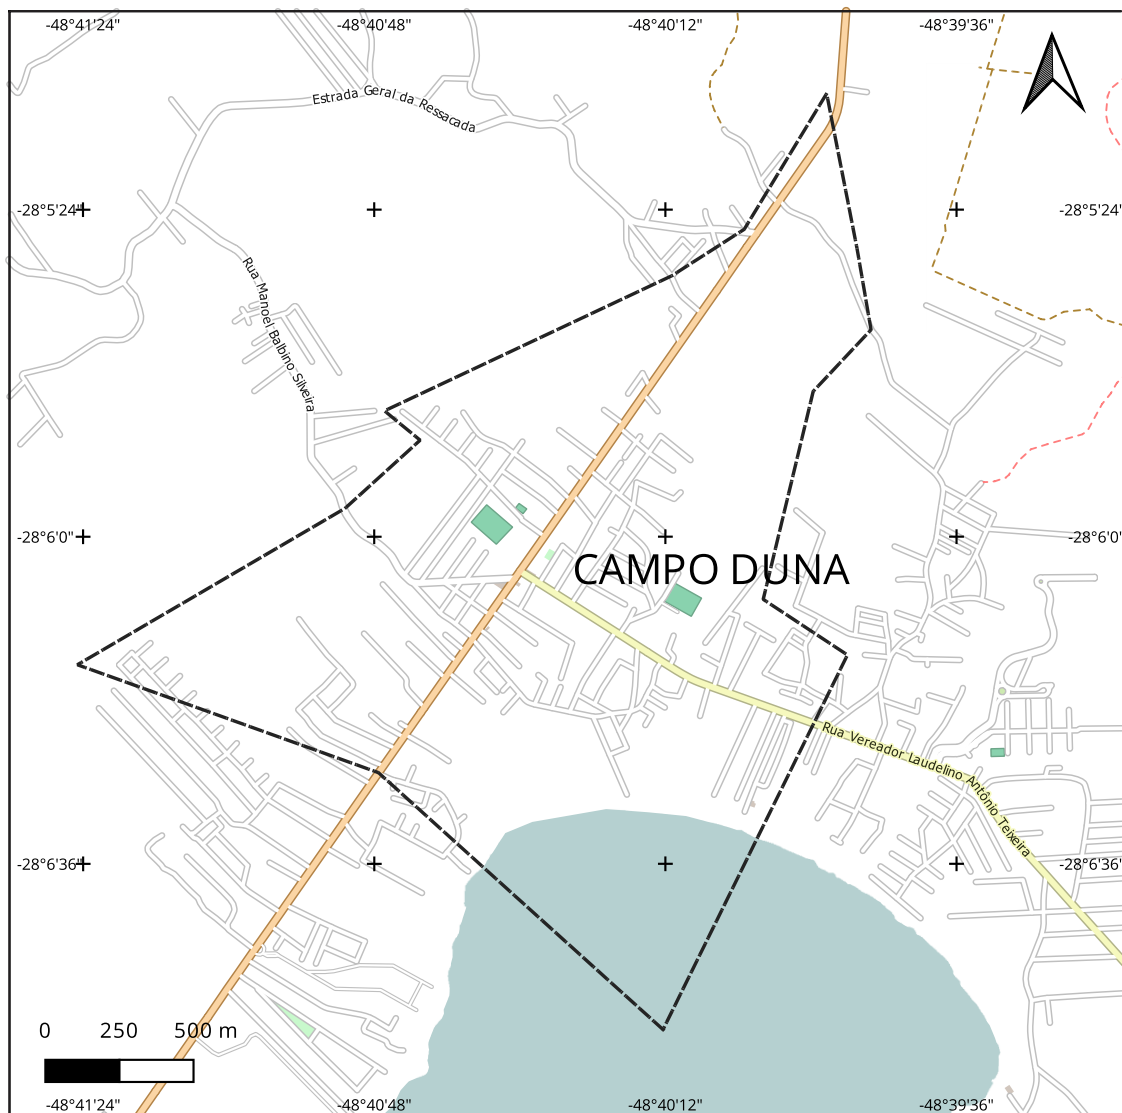 -48°41'24" -48°40'48" -48°40'12" -48°39'36"
Estrada Geral da Ressacada
-28°5'24" -28°5'24"
Rua Manoel Balbino Silveira
-28°6'0" -28°6'0"
CAMPO DUNA
Rua Vereador Laudelino Antônio Teixeira
-28°6'36" -28°6'36"
0 250 500 m
-48°41'24" -48°40'48" -48°40'12" -48°39'36"